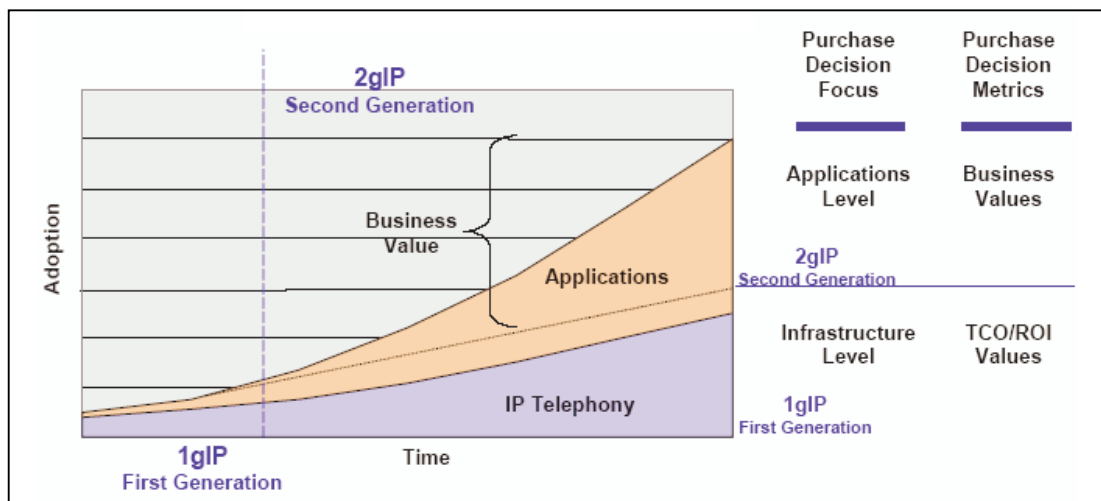 2gIP
Second Generation
Business
Value
Applications
IP Telephony
Adoption
Time
1gIP
First Generation
Purchase
Decision
Focus
Purchase
Decision
Metrics
Applications
Level
Business
Values
2gIP
Second Generation
Infrastructure
Level
TCO/ROI
Values
1gIP
First Generation